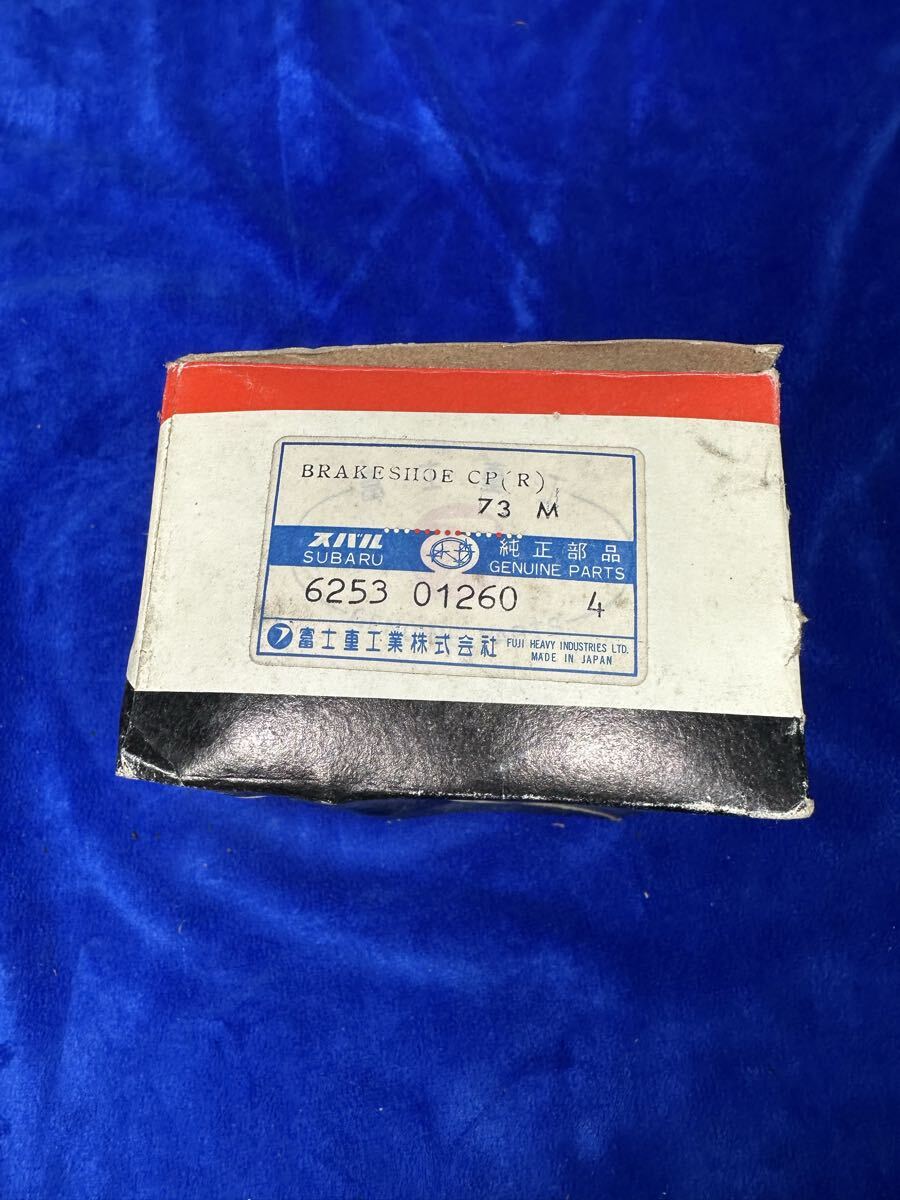 BRAKESHOE CP(R)
73 M
スバル
SUBARU
純正部品
GENUINE PARTS
6253 01260 4
富士重工業株式会社
FUJI HEAVY INDUSTRIES LTD.
MADE IN JAPAN